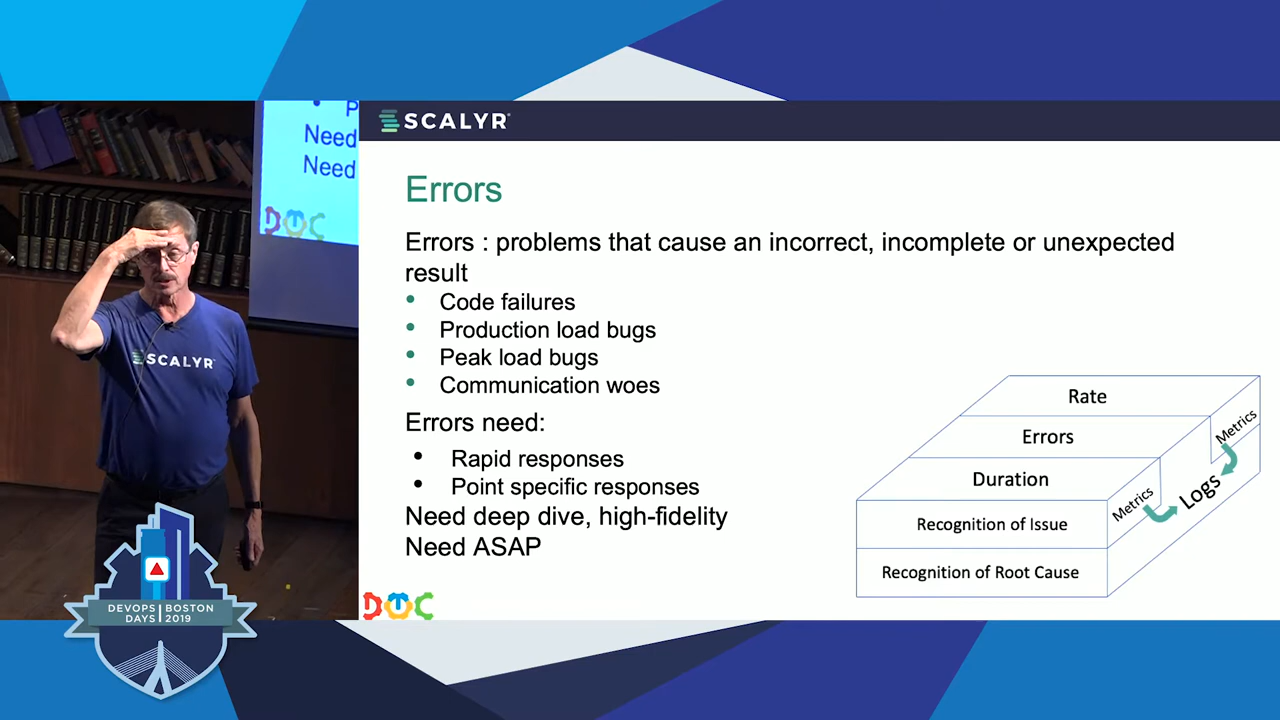 P
Need
Need
SCALYR
SCALYR
Errors
Errors : problems that cause an incorrect, incomplete or unexpected
result
• Code failures
• Production load bugs
• Peak load bugs
• Communication woes
Errors need:
• Rapid responses
• Point specific responses
Need deep dive, high-fidelity
Need ASAP
Rate
Errors
Duration
Recognition of Issue
Recognition of Root Cause
Metrics
Logs
Metrics
DEVOPS BOSTON
DAYS 2019